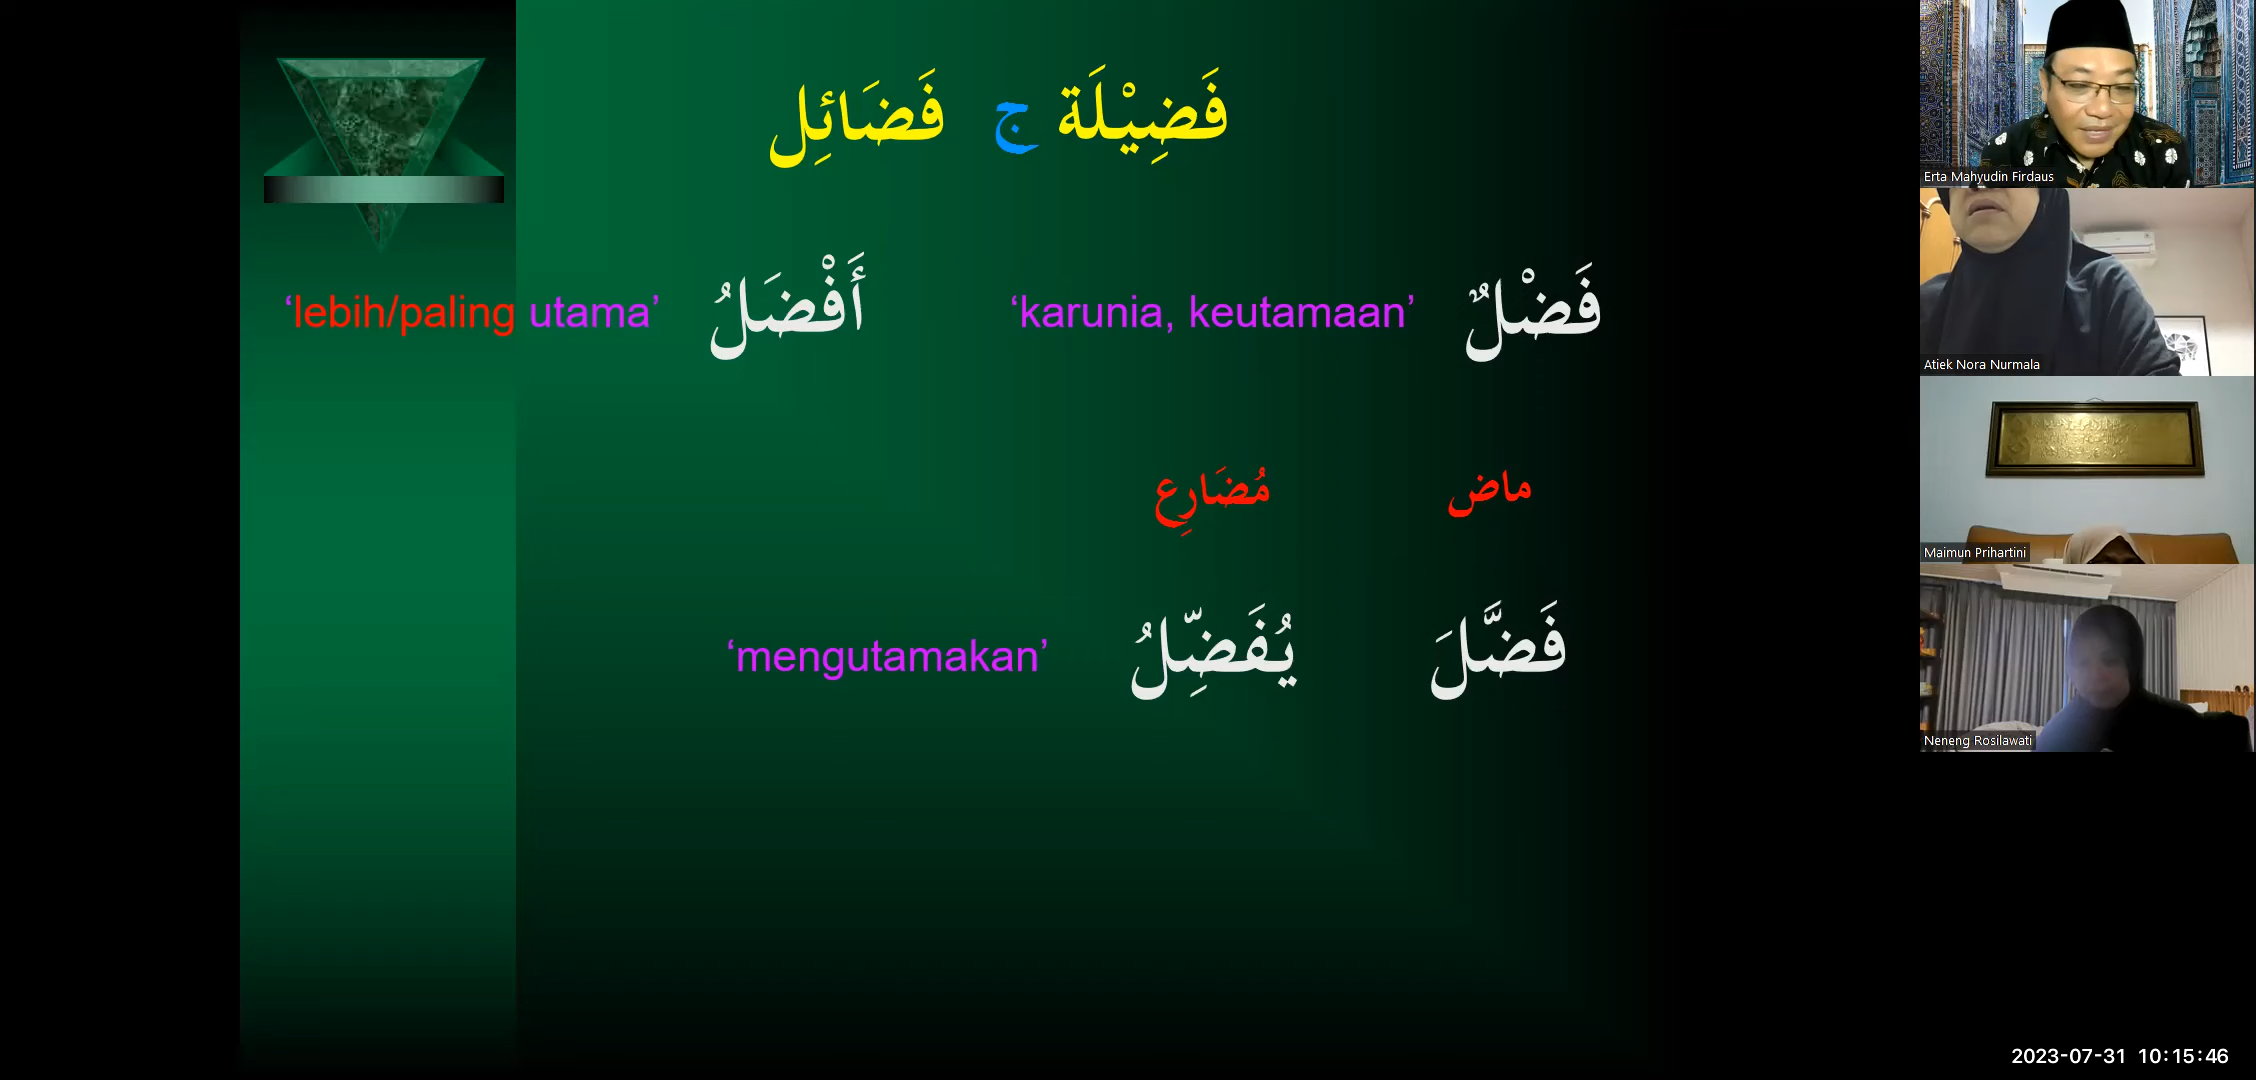 فَضِيْلَة ج فَضَائِل
فَضْلٌ ‘karunia, keutamaan’ أَفْضَلُ ‘lebih/paling utama’
ماض مُضَارِع
فَضَّلَ يُفَضِّلُ ‘mengutamakan’
Erta Mahyudin Firdaus
Atiek Nora Nurmala
Maimun Prihartini
Neneng Rosilawati
2023-07-31 10:15:46